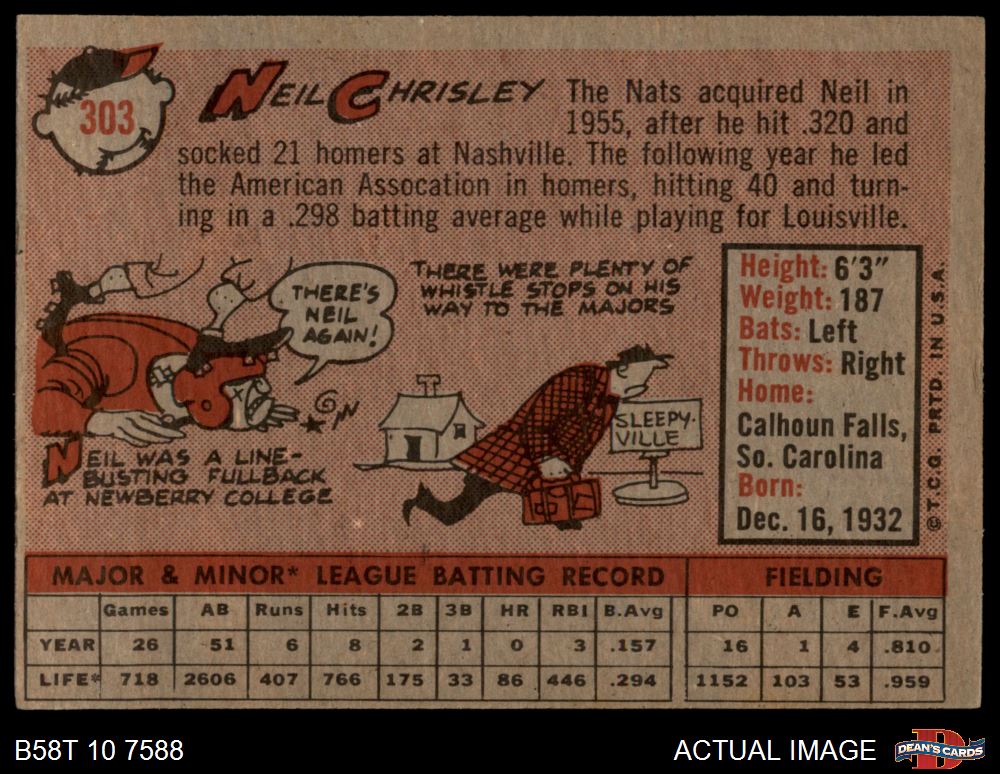 303
NEIL CHRISLEY
The Nats acquired Neil in
1955, after he hit .320 and
socked 21 homers at Nashville. The following year he led
the American Assocation in homers, hitting 40 and turn-
ing in a .298 batting average while playing for Louisville.
THERE'S
NEIL
AGAIN!
NEIL WAS A LINE-
BUSTING FULLBACK
AT NEWBERRY COLLEGE
THERE WERE PLENTY OF
WHISTLE STOPS ON HIS
WAY TO THE MAJORS
SLEEPY-
VILLE
Height: 6'3"
Weight: 187
Bats: Left
Throws: Right
Home:
Calhoun Falls,
So. Carolina
Born:
Dec. 16, 1932
© T.C.G. PRTD. IN U.S.A.
MAJOR & MINOR* LEAGUE BATTING RECORD FIELDING
Games AB Runs Hits 2B 3B HR RBI B.Avg PO A E F.Avg
YEAR 26 51 6 8 2 1 0 3 .157 16 1 4 .810
LIFE* 718 2606 407 766 175 33 86 446 .294 1152 103 53 .959
B58T 10 7588
ACTUAL IMAGE
DEAN'S CARDS